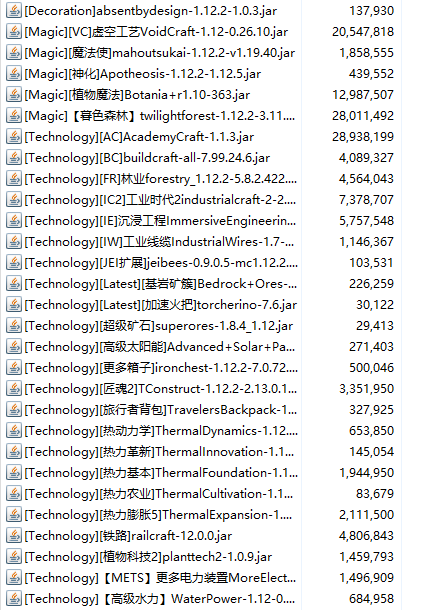 [Decoration]absentbydesign-1.12.2-1.0.3.jar 137,930
[Magic][VC]虚空工艺VoidCraft-1.12-0.26.10.jar 20,547,818
[Magic][魔法使]mahoutsukai-1.12.2-v1.19.40.jar 1,858,555
[Magic][神化]Apotheosis-1.12.2-1.12.5.jar 439,552
[Magic][植物魔法]Botania+r1.10-363.jar 12,987,507
[Magic]【暮色森林】twilightforest-1.12.2-3.11.... 28,011,492
[Technology][AC]AcademyCraft-1.1.3.jar 28,938,199
[Technology][BC]buildcraft-all-7.99.24.6.jar 4,089,327
[Technology][FR]林业forestry_1.12.2-5.8.2.422.... 4,564,043
[Technology][IC2]工业时代2industrialcraft-2-2.... 7,378,707
[Technology][IE]沉浸工程ImmersiveEngineerin... 5,757,548
[Technology][IW]工业线缆IndustrialWires-1.7-... 1,146,367
[Technology][JEI扩展]jeibees-0.9.0.5-mc1.12.2.... 103,531
[Technology][Latest][基岩矿簇]Bedrock+Ores-... 226,259
[Technology][Latest][加速火把]torcherino-7.6.jar 30,122
[Technology][超级矿石]superores-1.8.4_1.12.jar 29,413
[Technology][高级太阳能]Advanced+Solar+Pa... 271,403
[Technology][更多箱子]ironchest-1.12.2-7.0.72.... 500,046
[Technology][匠魂2]TConstruct-1.12.2-2.13.0.1... 3,351,950
[Technology][旅行者背包]TravelersBackpack-1... 327,925
[Technology][热动力学]ThermalDynamics-1.12.... 653,850
[Technology][热力革新]ThermalInnovation-1.1... 145,054
[Technology][热力基本]ThermalFoundation-1.1... 1,944,950
[Technology][热力农业]ThermalCultivation-1.1... 83,679
[Technology][热力膨胀5]ThermalExpansion-1.... 2,111,500
[Technology][铁路]railcraft-12.0.0.jar 4,806,843
[Technology][植物科技2]planttech2-1.0.9.jar 1,459,793
[Technology]【METS】更多电力装置MoreElect... 1,496,909
[Technology]【高级水力】WaterPower-1.12-0.... 684,958